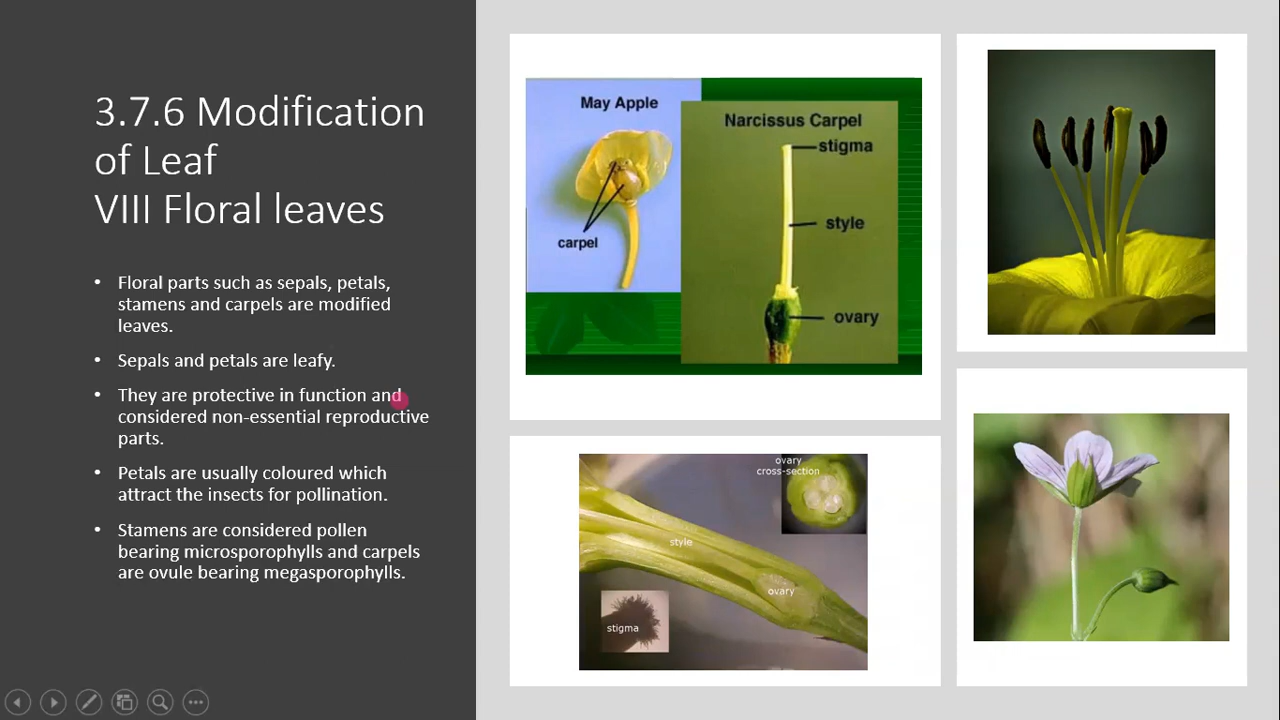 3.7.6 Modification
of Leaf
VIII Floral leaves
• Floral parts such as sepals, petals,
stamens and carpels are modified
leaves.
• Sepals and petals are leafy.
• They are protective in function and
considered non-essential reproductive
parts.
• Petals are usually coloured which
attract the insects for pollination.
• Stamens are considered pollen
bearing microsporophylls and carpels
are ovule bearing megasporophylls.
May Apple
carpel
Narcissus Carpel
stigma
style
ovary
ovary
cross-section
style
ovary
stigma